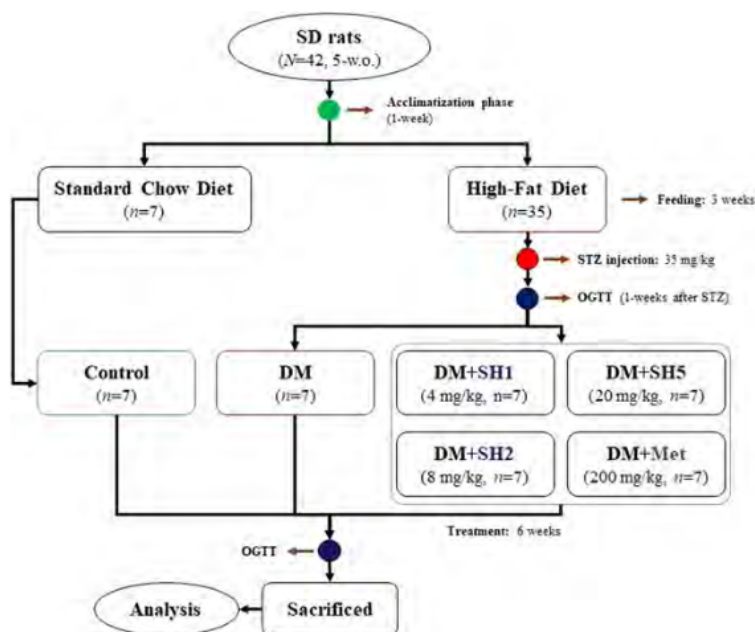 SD rats
(N=42, 5-w.o.)
Acclimatization phase
(1-week)
Standard Chow Diet
(n=7)
High-Fat Diet
(n=35)
Feeding: 3 weeks
STZ injection: 35 mg/kg
OGTT (1-weeks after STZ)
Control
(n=7)
DM
(n=7)
DM+SH1
(4 mg/kg, n=7)
DM+SH5
(20 mg/kg, n=7)
DM+SH2
(8 mg/kg, n=7)
DM+Met
(200 mg/kg, n=7)
Treatment: 6 weeks
OGTT
Analysis
Sacrificed